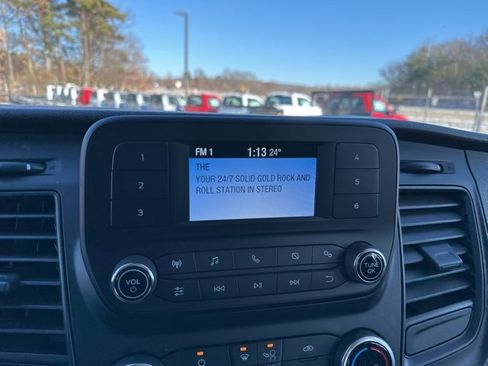 FM 1 1:13 24°
THE
YOUR 24/7 SOLID GOLD ROCK AND
ROLL STATION IN STEREO
1 4
2 5
3 6
VOL
TUNE
OK